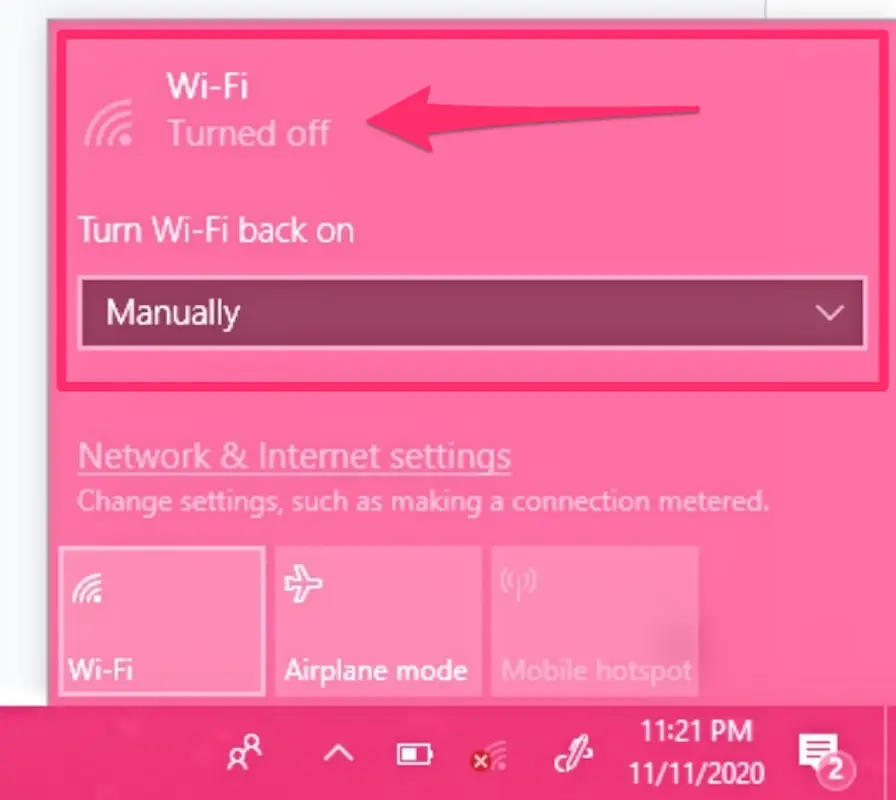 Wi-Fi
Turned off
Turn Wi-Fi back on
Manually
Network & Internet settings
Change settings, such as making a connection metered.
Wi-Fi
Airplane mode
Mobile hotspot
11:21 PM
11/11/2020
2